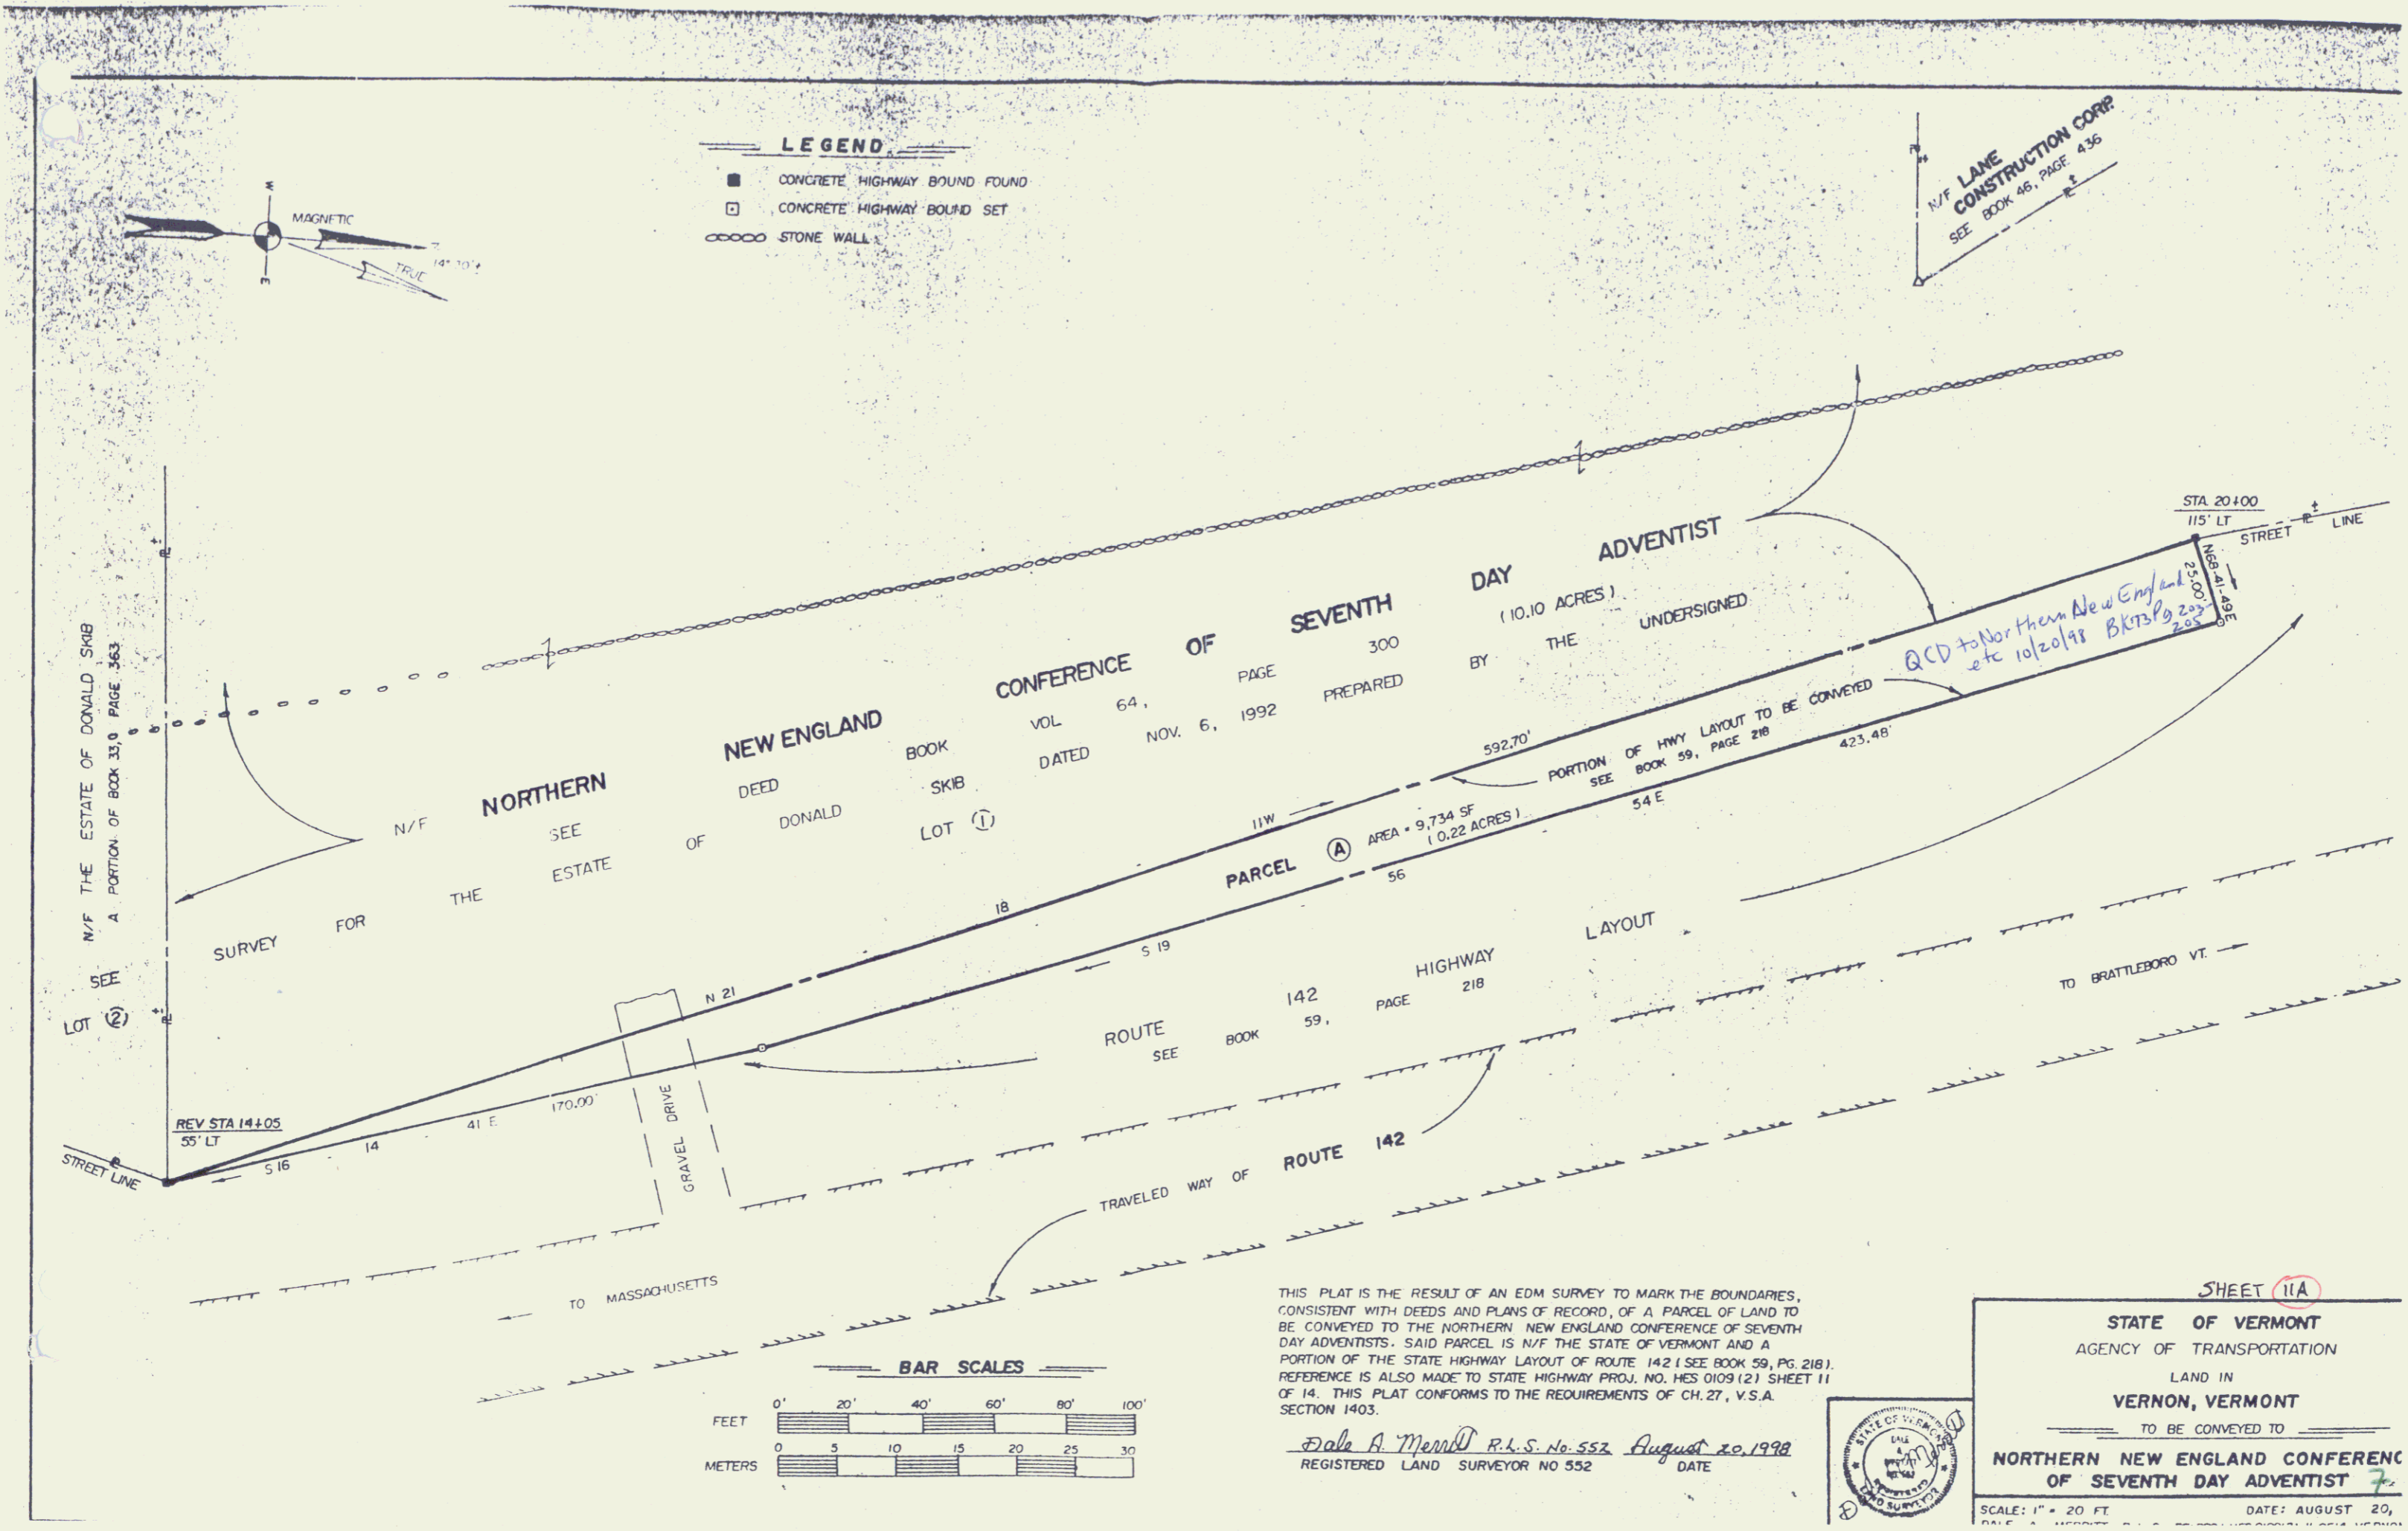 LEGEND
CONCRETE HIGHWAY BOUND FOUND
CONCRETE HIGHWAY BOUND SET
STONE WALL
W
MAGNETIC
E
TRUE
N/F LANE
CONSTRUCTION CORP.
SEE BOOK 46, PAGE 436
STA. 20+00
115' LT
STREET LINE
N68-41-49E
25.00'
QCD to Northern New England
etc 10/20/98 BK73 Pg 203-
205
N/F THE ESTATE OF DONALD SKIB
A PORTION OF BOOK 33, PAGE 363
SEE
LOT 2
N/F NORTHERN NEW ENGLAND CONFERENCE OF SEVENTH DAY ADVENTIST
SEE DEED BOOK VOL 64, PAGE 300 (10.10 ACRES)
SURVEY FOR THE ESTATE OF DONALD SKIB DATED NOV. 6, 1992 PREPARED BY THE UNDERSIGNED
LOT 1
N 21 18 11W 592.70'
PORTION OF HWY LAYOUT TO BE CONVEYED
SEE BOOK 59, PAGE 218
PARCEL A AREA = 9,734 SF
(0.22 ACRES)
S 19 56 54 E 423.48'
REV STA 14+05
55' LT
S 16 14 41 E 170.00'
STREET LINE
GRAVEL DRIVE
ROUTE 142 HIGHWAY LAYOUT
SEE BOOK 59, PAGE 218
TO BRATTLEBORO VT.
TRAVELED WAY OF ROUTE 142
TO MASSACHUSETTS
BAR SCALES
FEET
0' 20' 40' 60' 80' 100'
METERS
0 5 10 15 20 25 30
THIS PLAT IS THE RESULT OF AN EDM SURVEY TO MARK THE BOUNDARIES,
CONSISTENT WITH DEEDS AND PLANS OF RECORD, OF A PARCEL OF LAND TO
BE CONVEYED TO THE NORTHERN NEW ENGLAND CONFERENCE OF SEVENTH
DAY ADVENTISTS. SAID PARCEL IS N/F THE STATE OF VERMONT AND A
PORTION OF THE STATE HIGHWAY LAYOUT OF ROUTE 142 (SEE BOOK 59, PG. 218).
REFERENCE IS ALSO MADE TO STATE HIGHWAY PROJ. NO. HES 0109 (2) SHEET 11
OF 14. THIS PLAT CONFORMS TO THE REQUIREMENTS OF CH. 27, V.S.A.
SECTION 1403.
Dale A. Merritt R.L.S. No. 552 August 20, 1998
REGISTERED LAND SURVEYOR NO 552 DATE
STATE OF VERMONT
DALE
A
REGISTERED
LAND SURVEYOR
SHEET 11A
STATE OF VERMONT
AGENCY OF TRANSPORTATION
LAND IN
VERNON, VERMONT
TO BE CONVEYED TO
NORTHERN NEW ENGLAND CONFERENC
OF SEVENTH DAY ADVENTIST
SCALE: 1" = 20 FT. DATE: AUGUST 20,